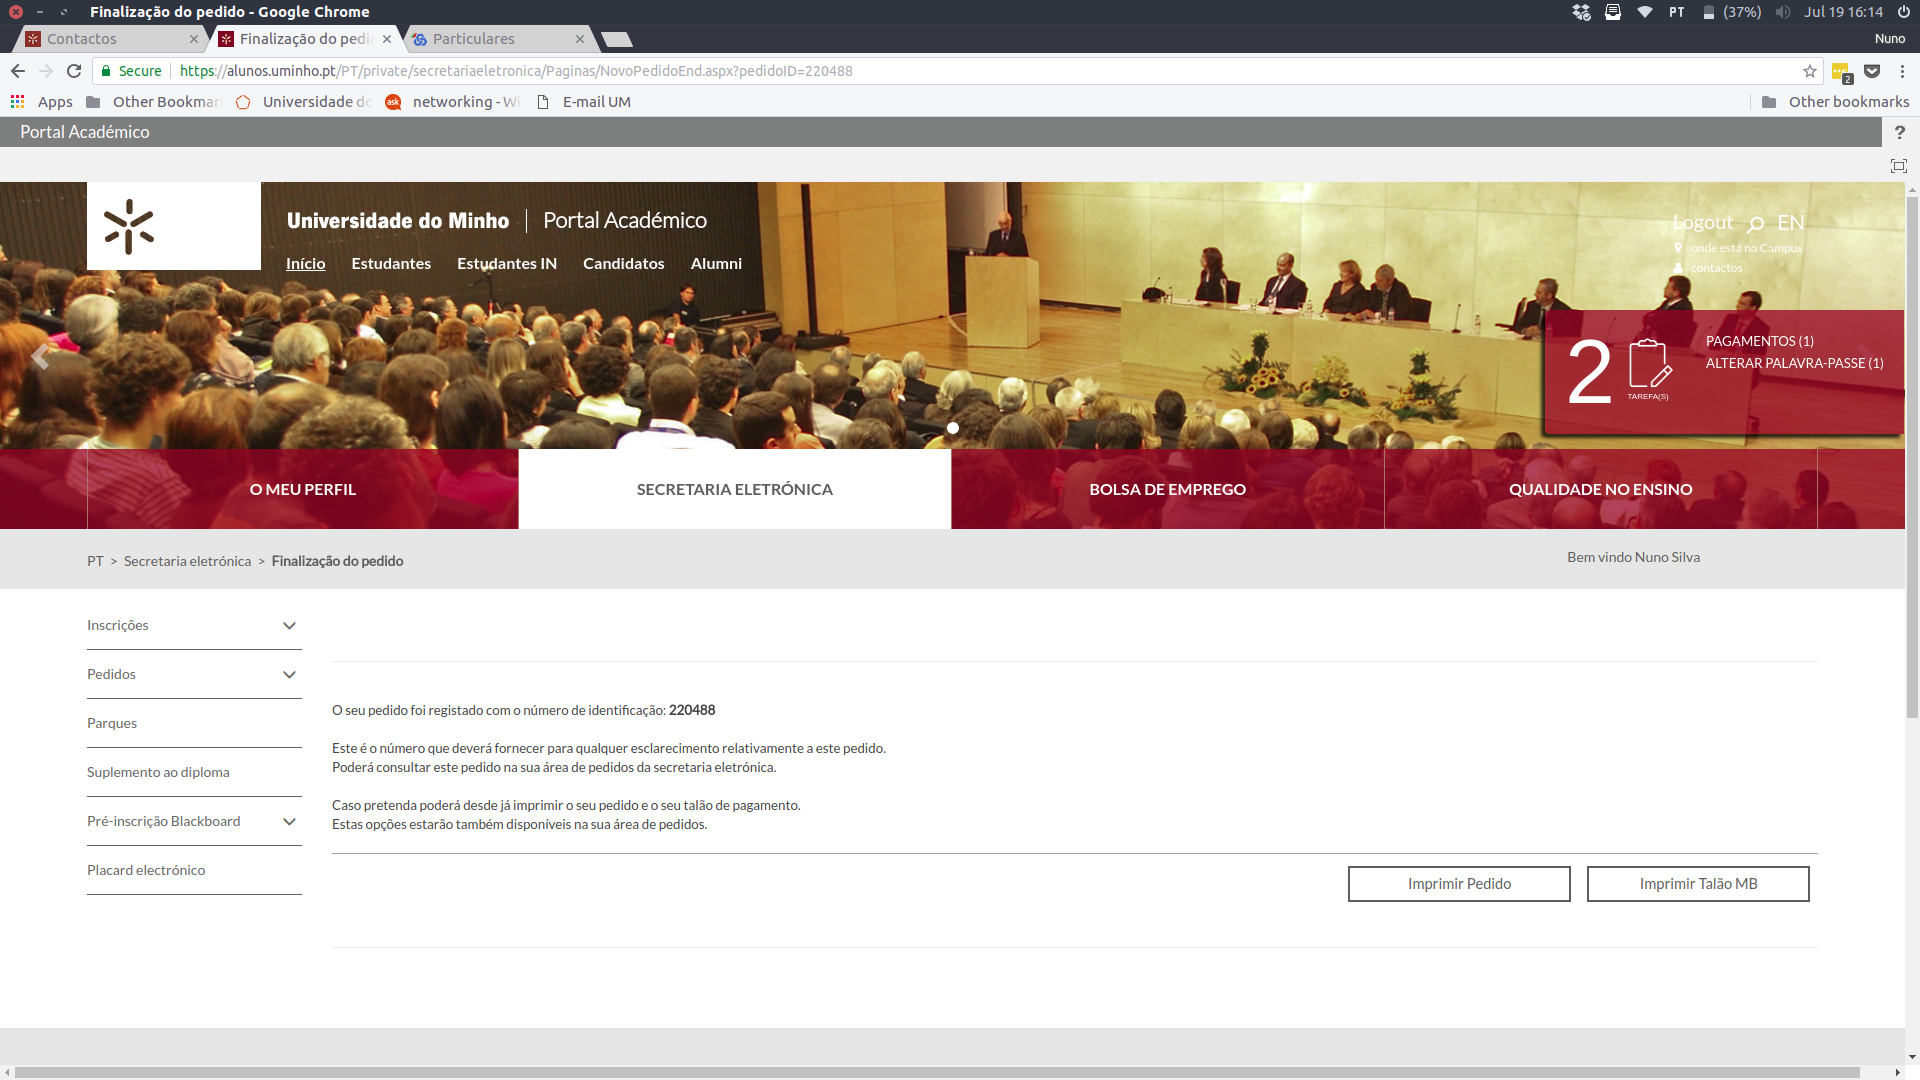 Finalização do pedido - Google Chrome
PT
(37%)
Jul 19 16:14
Contactos
Finalização do pedi
Particulares
Nuno
Secure
https://alunos.uminho.pt/PT/private/secretariaeletronica/Paginas/NovoPedidoEnd.aspx?pedidoID=220488
2
Apps
Other Bookmar
Universidade do
ask
networking - Wi
E-mail UM
Other bookmarks
Portal Académico
?
Universidade do Minho
Portal Académico
Logout
EN
onde está no Campus
contactos
Início
Estudantes
Estudantes IN
Candidatos
Alumni
2
TAREFA(S)
PAGAMENTOS (1)
ALTERAR PALAVRA-PASSE (1)
O MEU PERFIL
SECRETARIA ELETRÓNICA
BOLSA DE EMPREGO
QUALIDADE NO ENSINO
PT > Secretaria eletrónica > Finalização do pedido
Bem vindo Nuno Silva
Inscrições
Pedidos
Parques
Suplemento ao diploma
Pré-inscrição Blackboard
Placard electrónico
O seu pedido foi registado com o número de identificação: 220488
Este é o número que deverá fornecer para qualquer esclarecimento relativamente a este pedido.
Poderá consultar este pedido na sua área de pedidos da secretaria eletrónica.
Caso pretenda poderá desde já imprimir o seu pedido e o seu talão de pagamento.
Estas opções estarão também disponíveis na sua área de pedidos.
Imprimir Pedido
Imprimir Talão MB